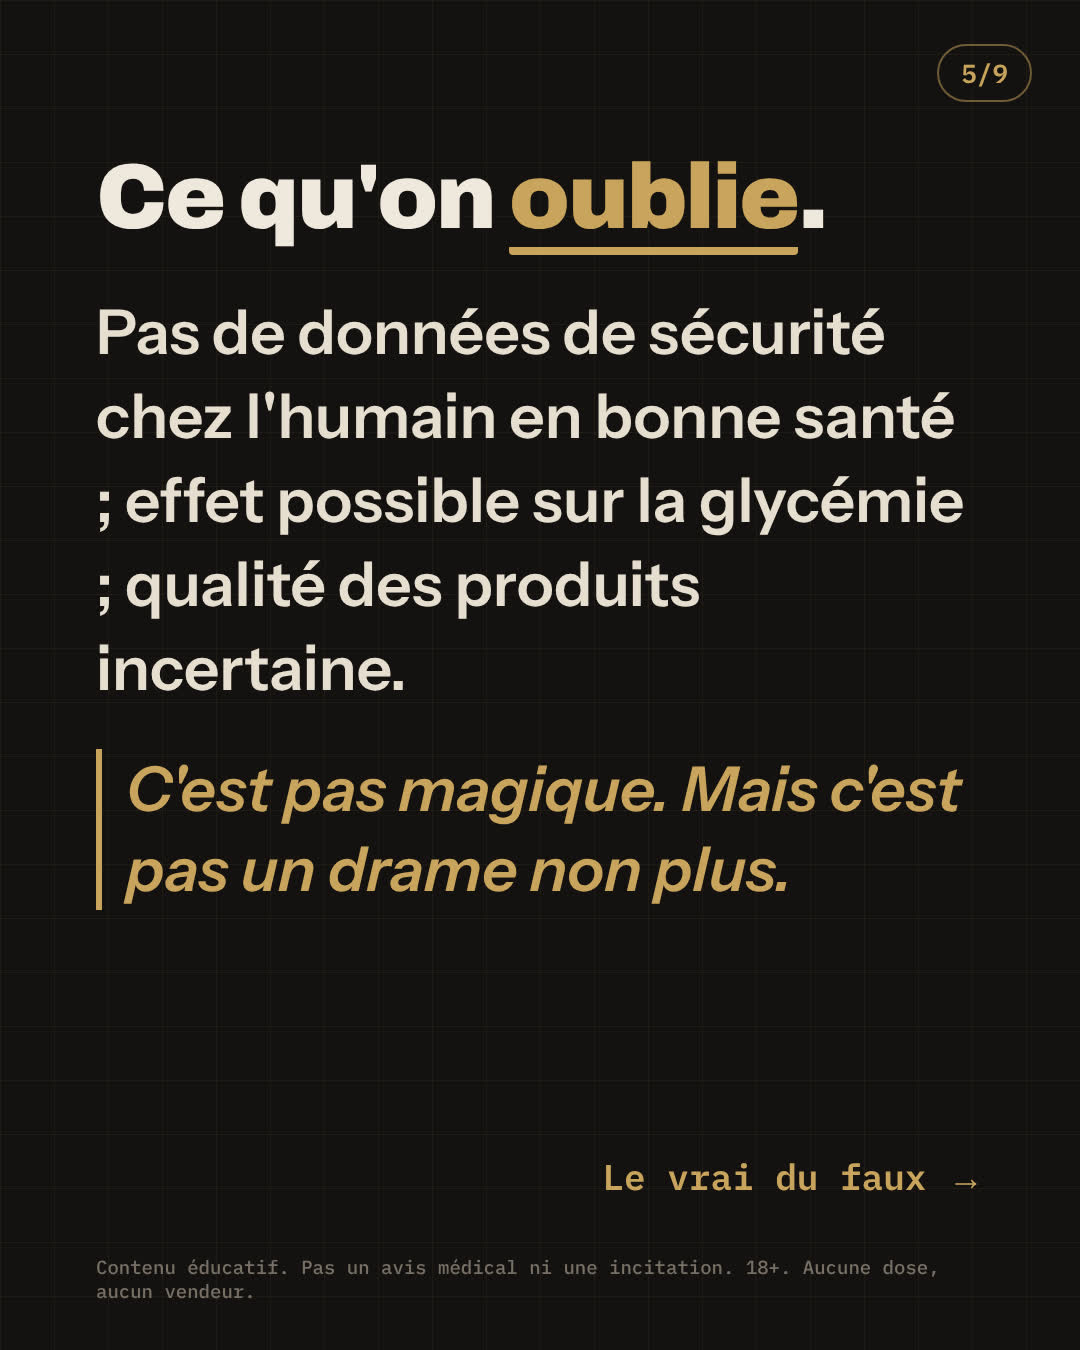 5/9
Ce qu'on oublie.
Pas de données de sécurité
chez l'humain en bonne santé
; effet possible sur la glycémie
; qualité des produits
incertaine.
C'est pas magique. Mais c'est
pas un drame non plus.
Le vrai du faux →
Contenu éducatif. Pas un avis médical ni une incitation. 18+. Aucune dose,
aucun vendeur.